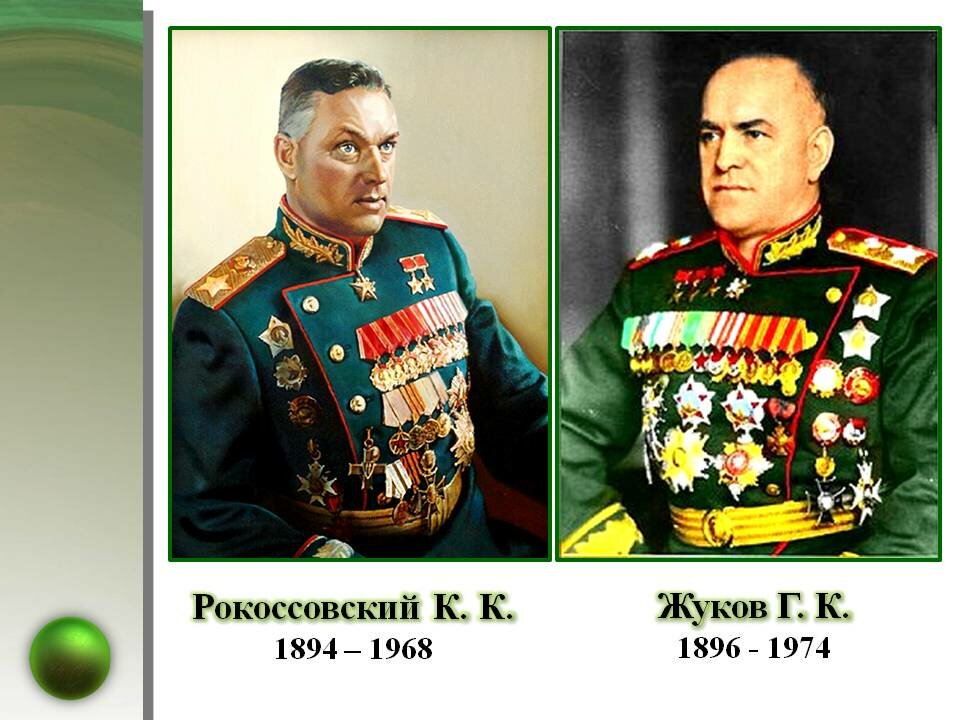 Рокоссовский К. К.
1894 – 1968
Жуков Г. К.
1896 - 1974